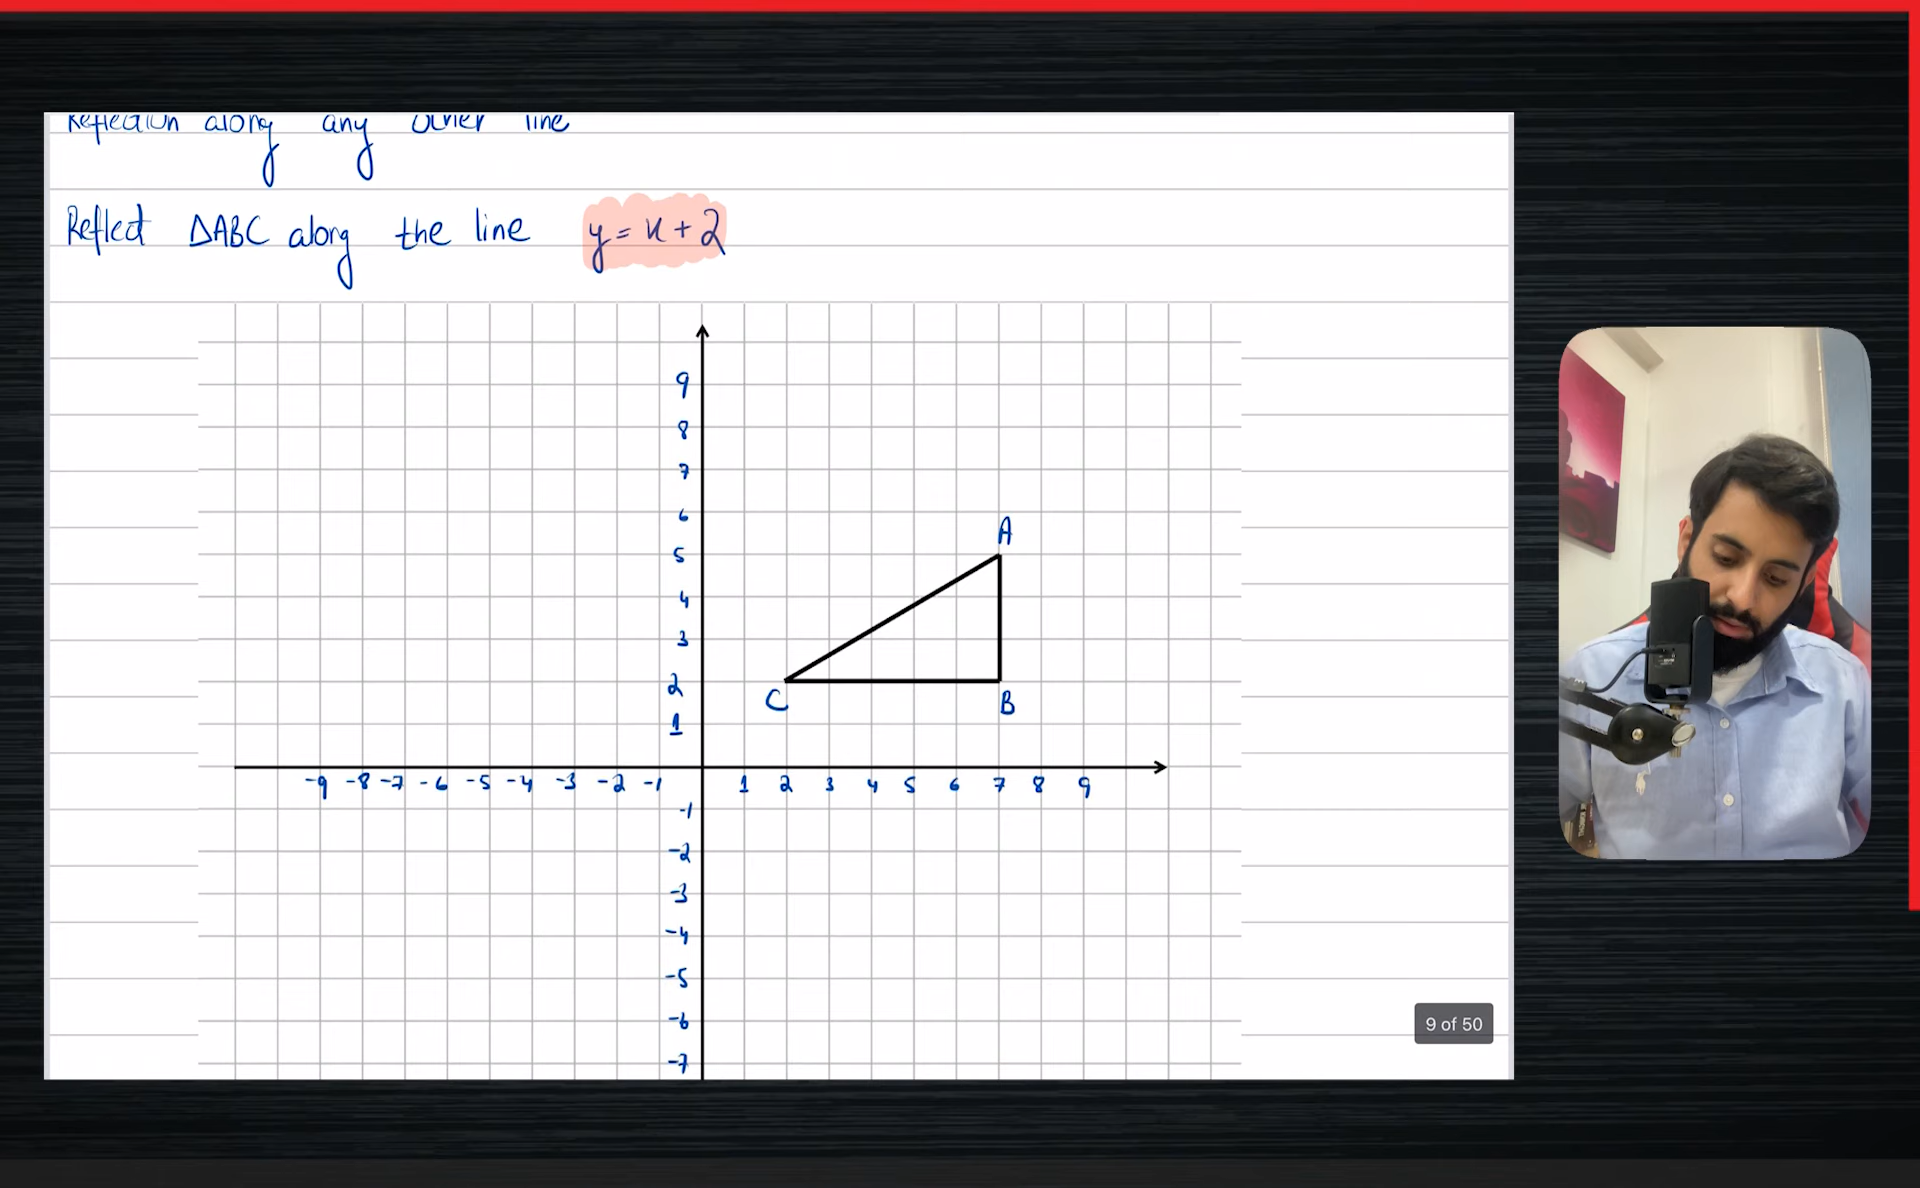 Reflection along any other line
Reflect ΔABC along the line y = x + 2
9
8
7
6
5
4
3
2
1
A
C
B
-9 -8 -7 -6 -5 -4 -3 -2 -1 1 2 3 4 5 6 7 8 9
-1
-2
-3
-4
-5
-6
-7
9 of 50